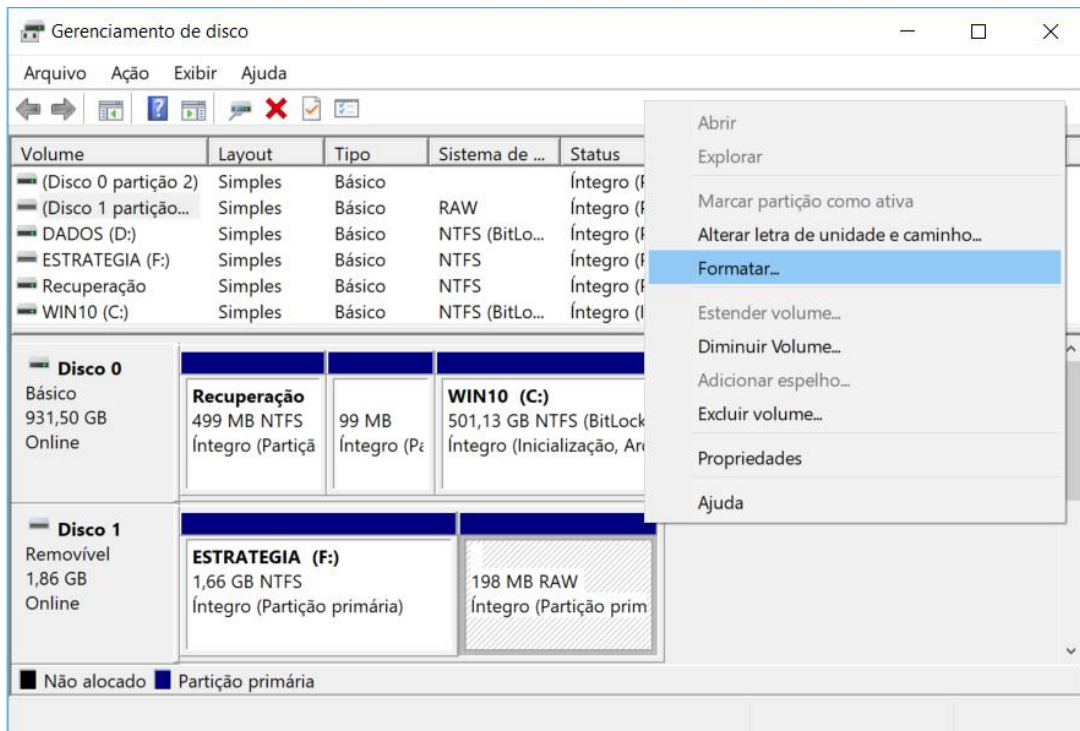 Gerenciamento de disco
Arquivo Ação Exibir Ajuda
Volume Layout Tipo Sistema de ... Status
(Disco 0 partição 2) Simples Básico Íntegro (
(Disco 1 partição... Simples Básico RAW Íntegro (
DADOS (D:) Simples Básico NTFS (BitLo... Íntegro (
ESTRATEGIA (F:) Simples Básico NTFS Íntegro (
Recuperação Simples Básico NTFS Íntegro (
WIN10 (C:) Simples Básico NTFS (BitLo... Íntegro (I
Abrir
Explorar
Marcar partição como ativa
Alterar letra de unidade e caminho...
Formatar...
Estender volume...
Diminuir Volume...
Adicionar espelho...
Excluir volume...
Propriedades
Ajuda
Disco 0
Básico
931,50 GB
Online
Recuperação
499 MB NTFS
Íntegro (Partiçã
99 MB
Íntegro (Pa
WIN10 (C:)
501,13 GB NTFS (BitLock
Íntegro (Inicialização, Arq
Disco 1
Removível
1,86 GB
Online
ESTRATEGIA (F:)
1,66 GB NTFS
Íntegro (Partição primária)
198 MB RAW
Íntegro (Partição prim
Não alocado Partição primária